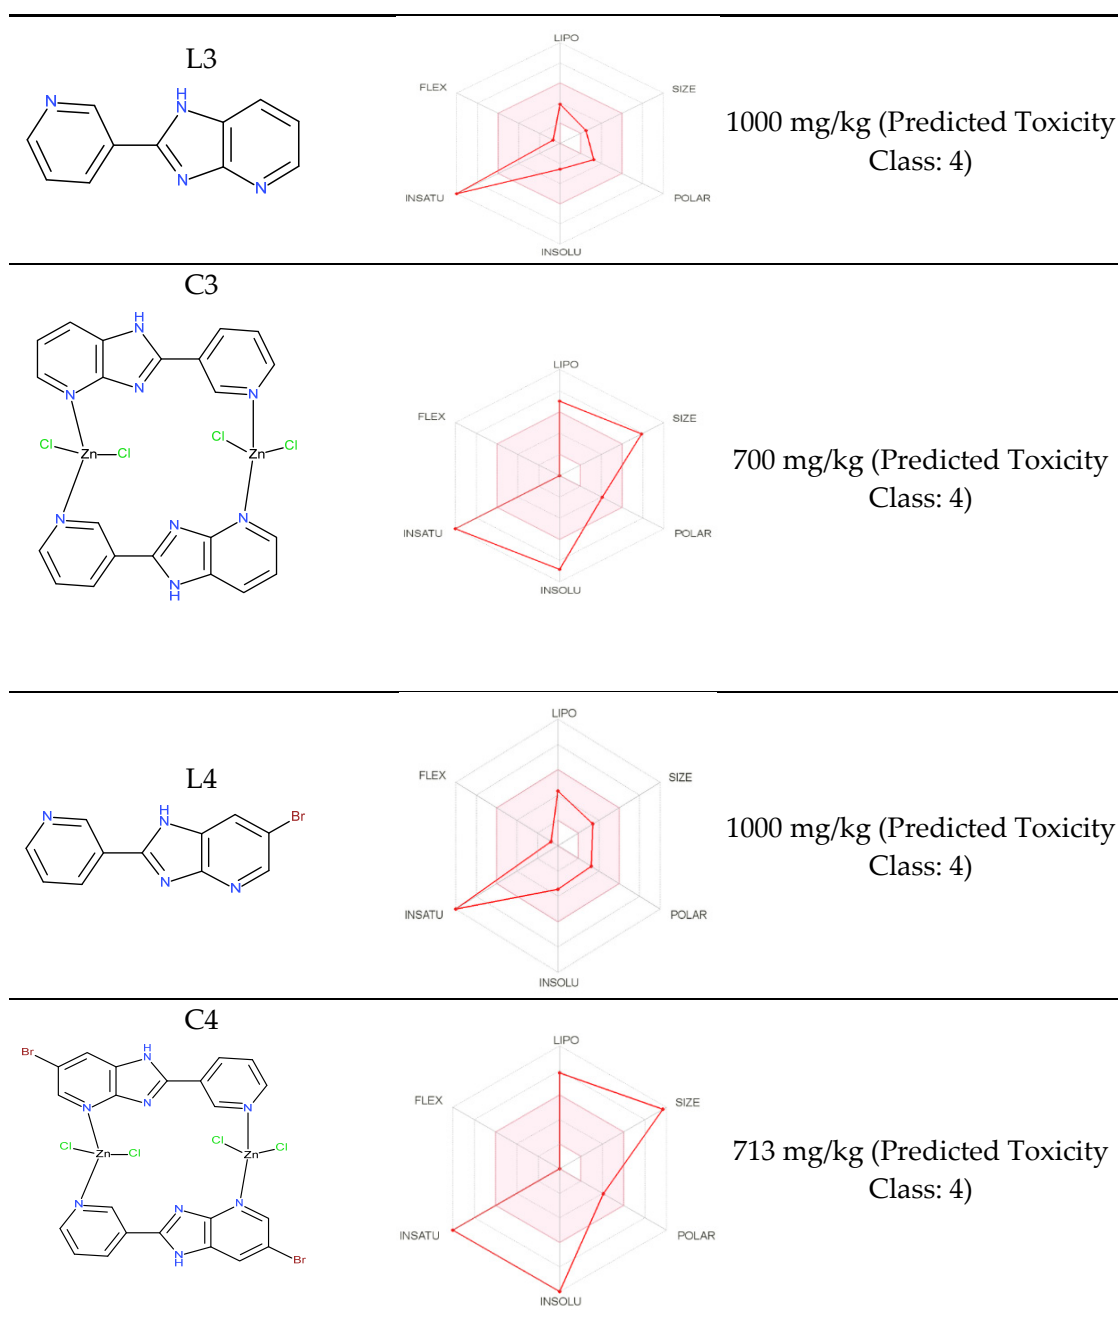 L3
N
H
N
N
N
LIPO
FLEX
SIZE
INSATU
POLAR
INSOLU
1000 mg/kg (Predicted Toxicity
Class: 4)
C3
H
N
N
N
N
Cl
Zn
Cl
Cl
Zn
Cl
N
N
N
N
H
LIPO
FLEX
SIZE
INSATU
POLAR
INSOLU
700 mg/kg (Predicted Toxicity
Class: 4)
L4
N
H
N
Br
N
N
LIPO
FLEX
SIZE
INSATU
POLAR
INSOLU
1000 mg/kg (Predicted Toxicity
Class: 4)
C4
Br
H
N
N
N
N
Cl
Zn
Cl
Cl
Zn
Cl
N
N
N
N
H
Br
LIPO
FLEX
SIZE
INSATU
POLAR
INSOLU
713 mg/kg (Predicted Toxicity
Class: 4)